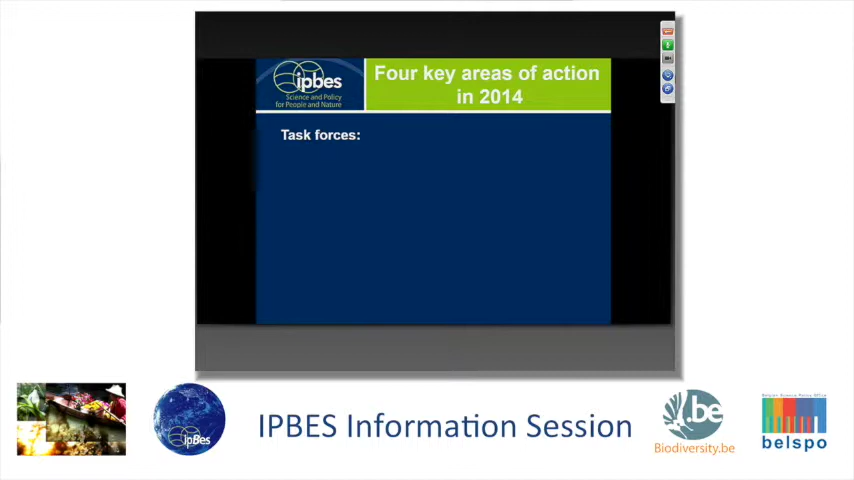 ipbes
Science and Policy
for People and Nature
Four key areas of action
in 2014
Task forces:
ipbes
IPBES Information Session
.be
Biodiversity.be
Belgian Science Policy Office
belspo